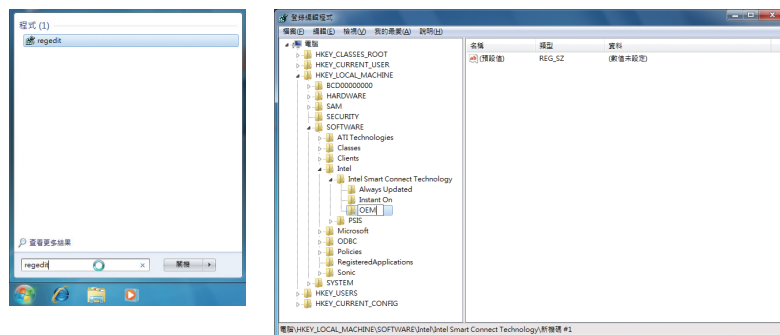 程式 (1)
regedit
查看更多結果
regedit
關機
登錄編輯程式
檔案(F) 編輯(E) 檢視(V) 我的最愛(A) 說明(H)
電腦
HKEY_CLASSES_ROOT
HKEY_CURRENT_USER
HKEY_LOCAL_MACHINE
BCD00000000
HARDWARE
SAM
SECURITY
SOFTWARE
ATI Technologies
Classes
Clients
Intel
Intel Smart Connect Technology
Always Updated
Instant On
OEM
PSIS
Microsoft
ODBC
Policies
RegisteredApplications
Sonic
SYSTEM
HKEY_USERS
HKEY_CURRENT_CONFIG
名稱 類型 資料
ab (預設值) REG_SZ (數值未設定)
電腦\HKEY_LOCAL_MACHINE\SOFTWARE\Intel\Intel Smart Connect Technology\新機碼 #1